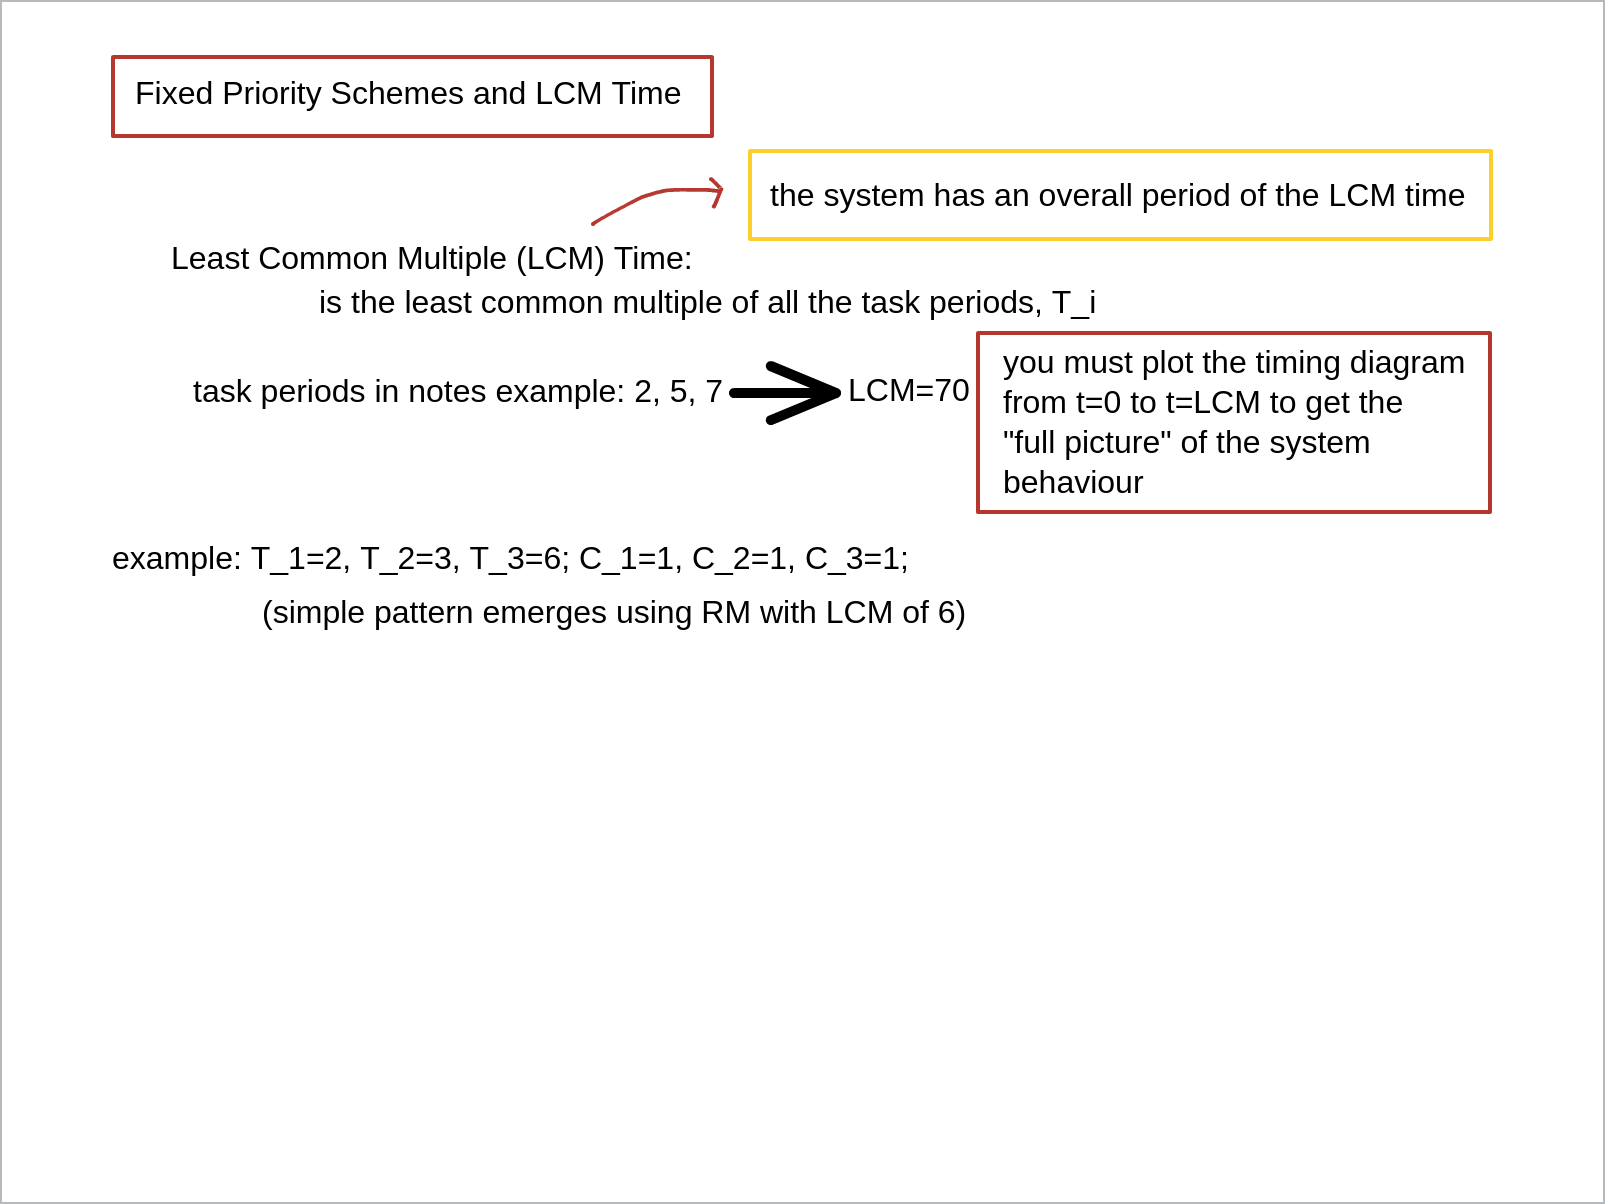 Fixed Priority Schemes and LCM Time
the system has an overall period of the LCM time
Least Common Multiple (LCM) Time:
is the least common multiple of all the task periods, T_i
task periods in notes example: 2, 5, 7
LCM=70
you must plot the timing diagram
from t=0 to t=LCM to get the
"full picture" of the system
behaviour
example: T_1=2, T_2=3, T_3=6; C_1=1, C_2=1, C_3=1;
(simple pattern emerges using RM with LCM of 6)